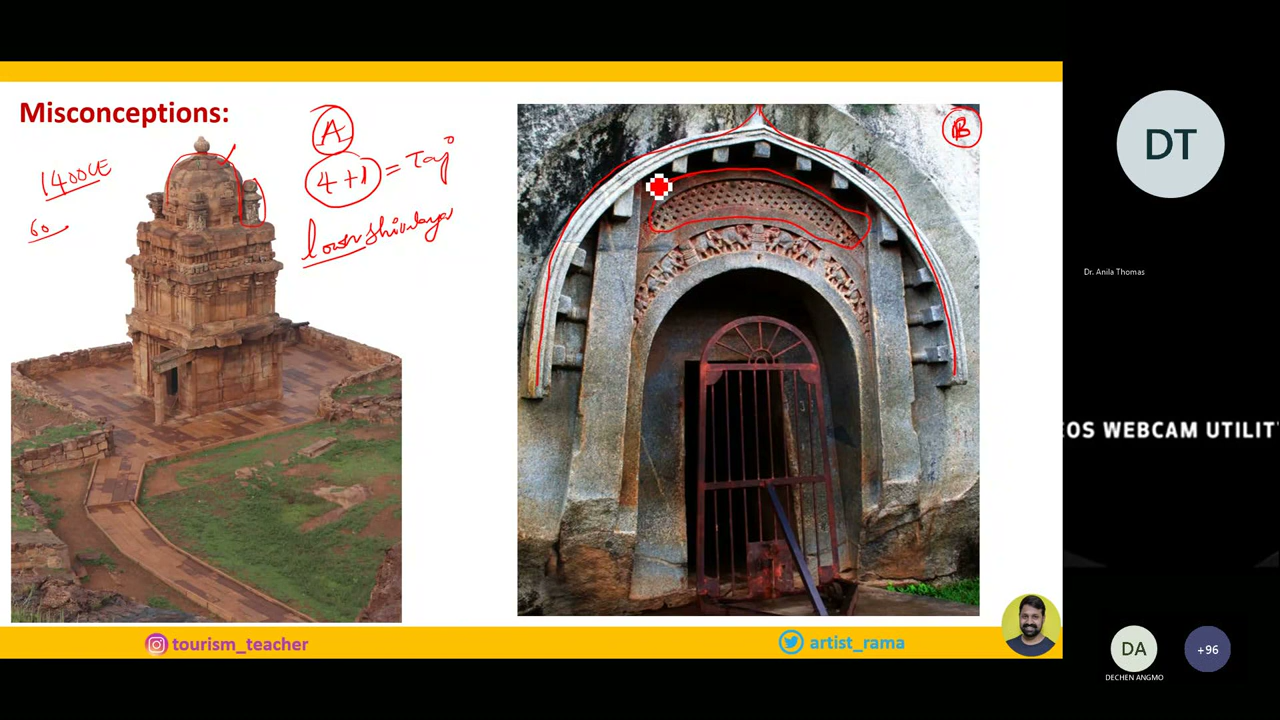 Misconceptions:
1400CE
60
A
4+1 = Taj
lower shivalaya
B
tourism_teacher
artist_rama
DT
Dr. Anila Thomas
EOS WEBCAM UTILIT
DA
+96
DECHEN ANGMO